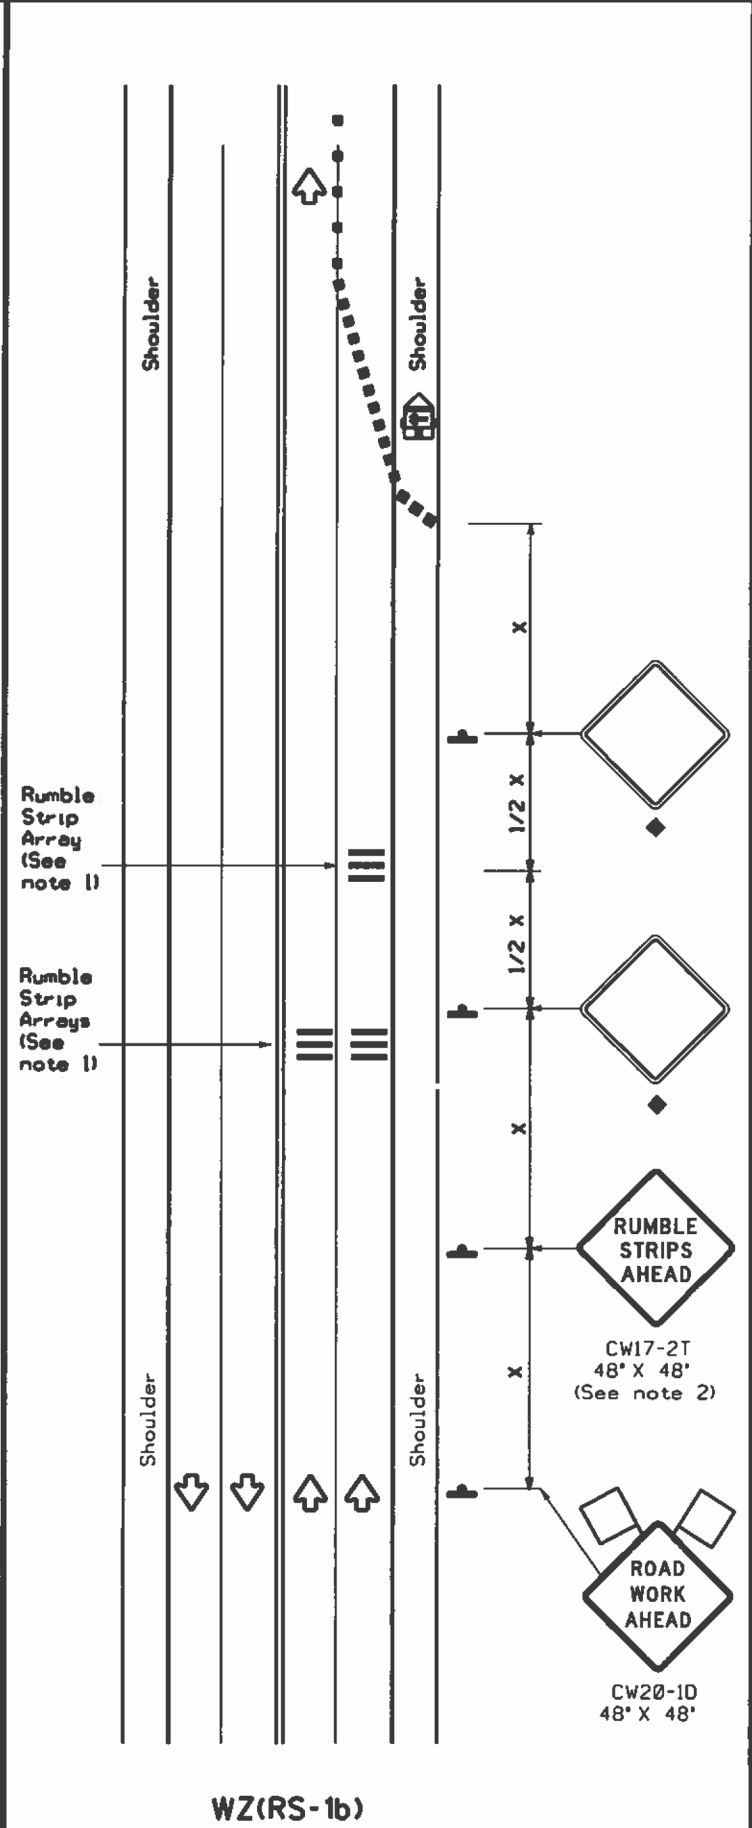 Shoulder
Shoulder
X
1/2 X
Rumble
Strip
Array
(See
note 1)
1/2 X
Rumble
Strip
Arrays
(See
note 1)
X
RUMBLE
STRIPS
AHEAD
CW17-2T
48" X 48"
(See note 2)
X
Shoulder
Shoulder
ROAD
WORK
AHEAD
CW20-1D
48" X 48"
WZ(RS-1b)